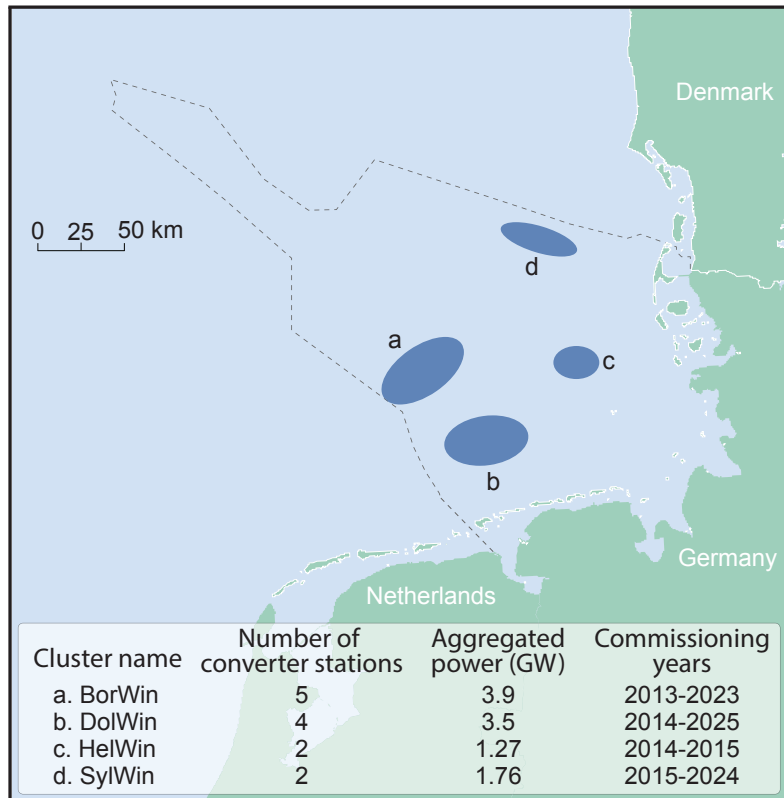 Denmark
0 25 50 km
d
a
c
b
Germany
Netherlands
Cluster name Number of converter stations Aggregated power (GW) Commissioning years
a. BorWin 5 3.9 2013-2023
b. DolWin 4 3.5 2014-2025
c. HelWin 2 1.27 2014-2015
d. SylWin 2 1.76 2015-2024